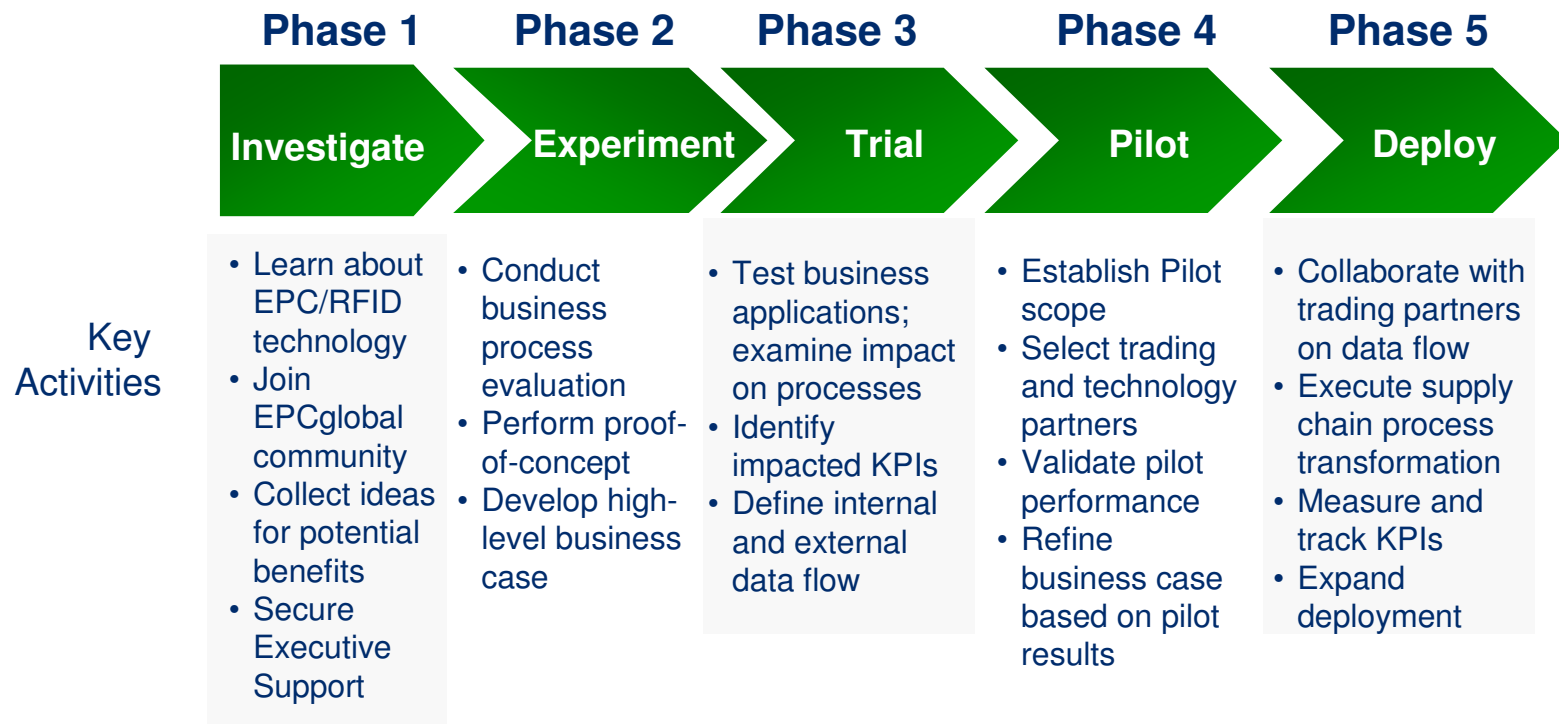 Phase 1 Phase 2 Phase 3 Phase 4 Phase 5
Investigate Experiment Trial Pilot Deploy
Key
Activities
• Learn about
EPC/RFID
technology
• Join
EPCglobal
community
• Collect ideas
for potential
benefits
• Secure
Executive
Support
• Conduct
business
process
evaluation
• Perform proof-
of-concept
• Develop high-
level business
case
• Test business
applications;
examine impact
on processes
• Identify
impacted KPIs
• Define internal
and external
data flow
• Establish Pilot
scope
• Select trading
and technology
partners
• Validate pilot
performance
• Refine
business case
based on pilot
results
• Collaborate with
trading partners
on data flow
• Execute supply
chain process
transformation
• Measure and
track KPIs
• Expand
deployment